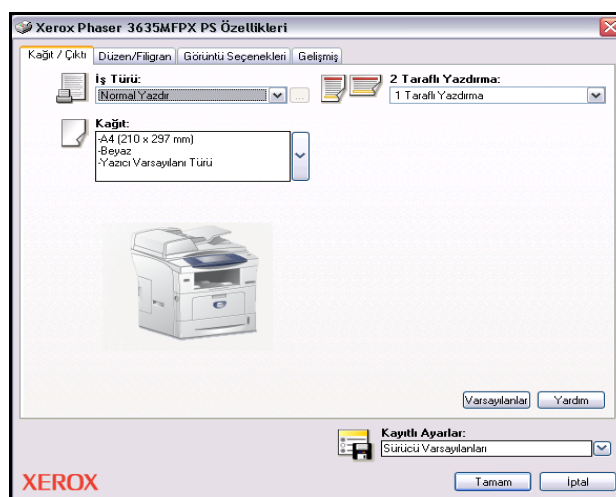 Xerox Phaser 3635MFPX PS Özellikleri
Kağıt / Çıktı Düzen/Filigran Görüntü Seçenekleri Gelişmiş
İş Türü:
Normal Yazdır
...
2 Taraflı Yazdırma:
1 Taraflı Yazdırma
Kağıt:
-A4 (210 x 297 mm)
-Beyaz
-Yazıcı Varsayılanı Türü
Varsayılanlar Yardım
Kayıtlı Ayarlar:
Sürücü Varsayılanları
XEROX
Tamam İptal